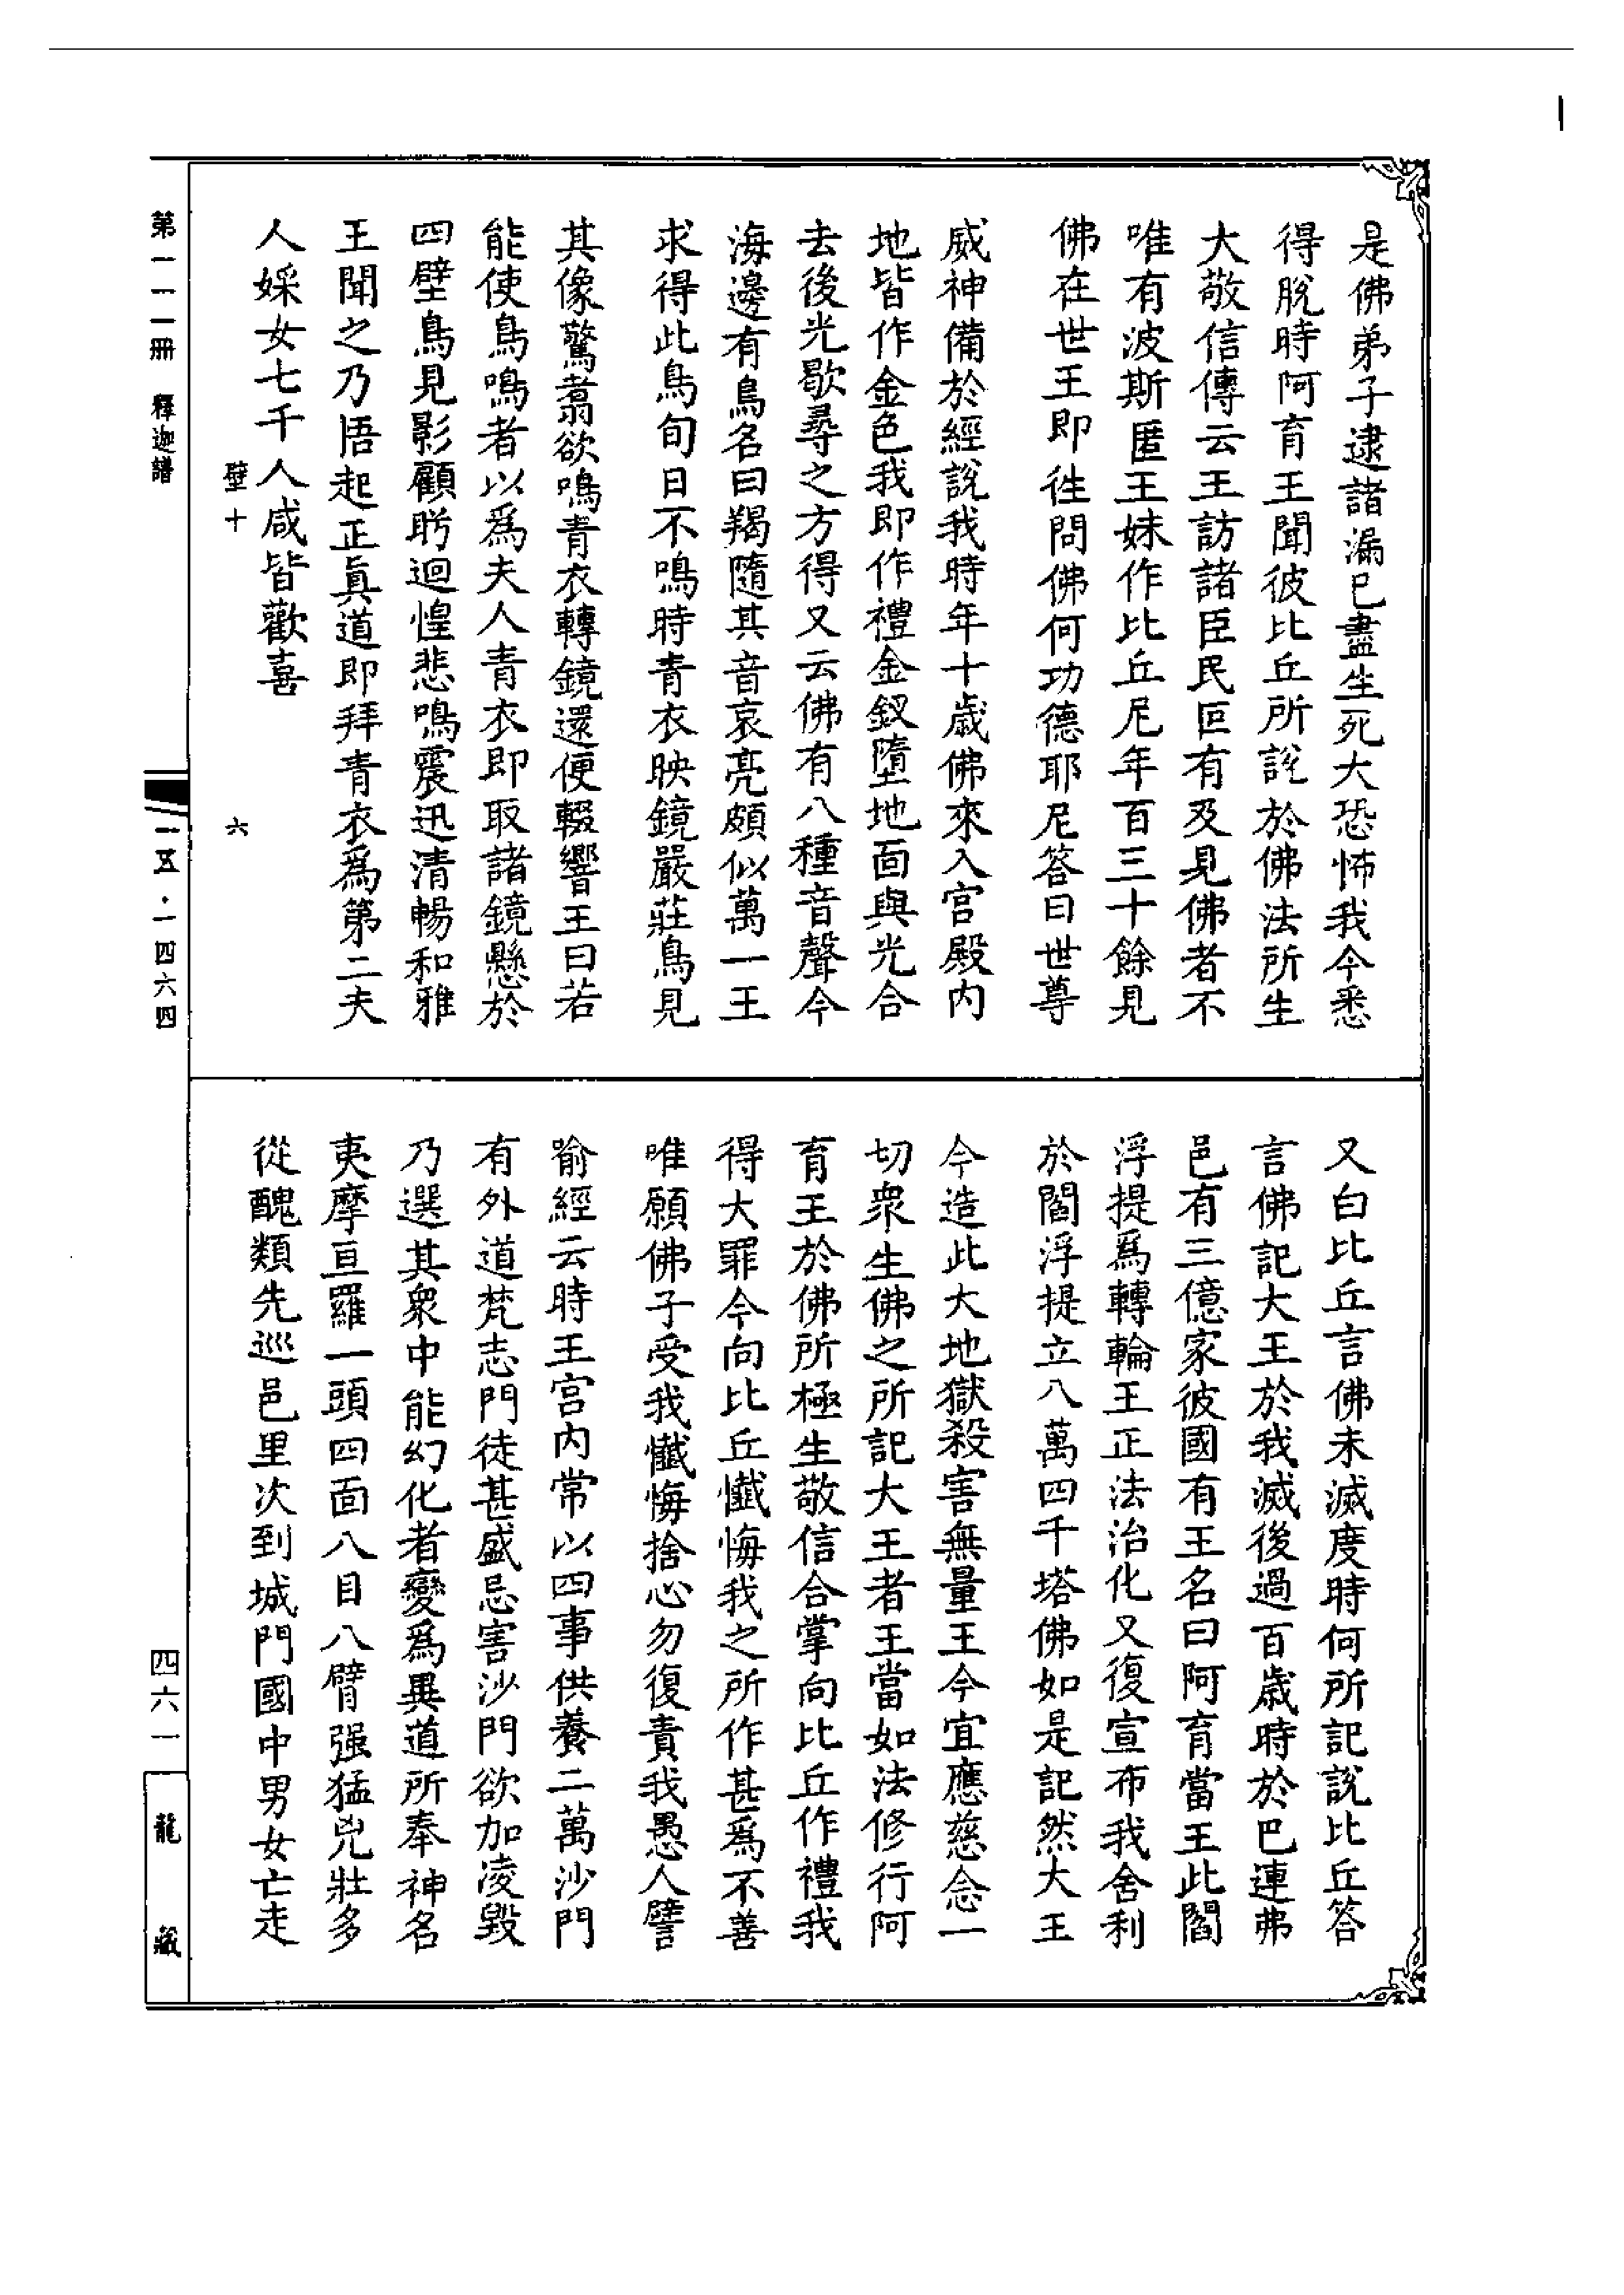 是佛弟子逮諸漏已盡生死大恐怖我今悉
得脫時阿育王聞彼比丘所說於佛法所生
大敬信傳云王訪諸臣民叵有及見佛者不
唯有波斯匿王妹作比丘尼年百三十餘見
佛在世王即徃問佛何功德耶尼答曰世尊
威神備於經說我時年十歲佛來入宮殿內
地皆作金色我即作禮金釵墮地面與光合
去後光歇尋之方得又云佛有八種音聲今
海邊有鳥名曰羯隨其音哀亮頗似萬一王
求得此鳥旬日不鳴時青衣映鏡嚴莊鳥見
其像驚翥欲鳴青衣轉鏡還便輟響王曰若
能使鳥鳴者以為夫人青衣即取諸鏡懸於
四壁鳥見影顧眄迴惶悲鳴震迅清暢和雅
王聞之乃悟起正真道即拜青衣為第二夫
人婇女七千人咸皆歡喜
壁十 六
又白比丘言佛未滅度時何所記說比丘答
言佛記大王於我滅後過百歲時於巴連弗
邑有三億家彼國有王名曰阿育當王此閻
浮提為轉輪王正法治化又復宣布我舍利
於閻浮提立八萬四千塔佛如是記然大王
今造此大地獄殺害無量王今宜應慈念一
切眾生佛之所記大王者王當如法修行阿
育王於佛所極生敬信合掌向比丘作禮我
得大罪今向比丘懺悔我之所作甚為不善
唯願佛子受我懺悔捨心勿復責我愚人譬
喻經云時王宮內常以四事供養二萬沙門
有外道梵志門徒甚盛忌害沙門欲加凌毀
乃選其眾中能幻化者變為異道所奉神名
夷摩亘羅一頭四面八目八臂强猛兇壯多
從醜類先巡邑里次到城門國中男女亡走
第一一一冊 釋迦譜
一五·一四六四
四六一
龍藏